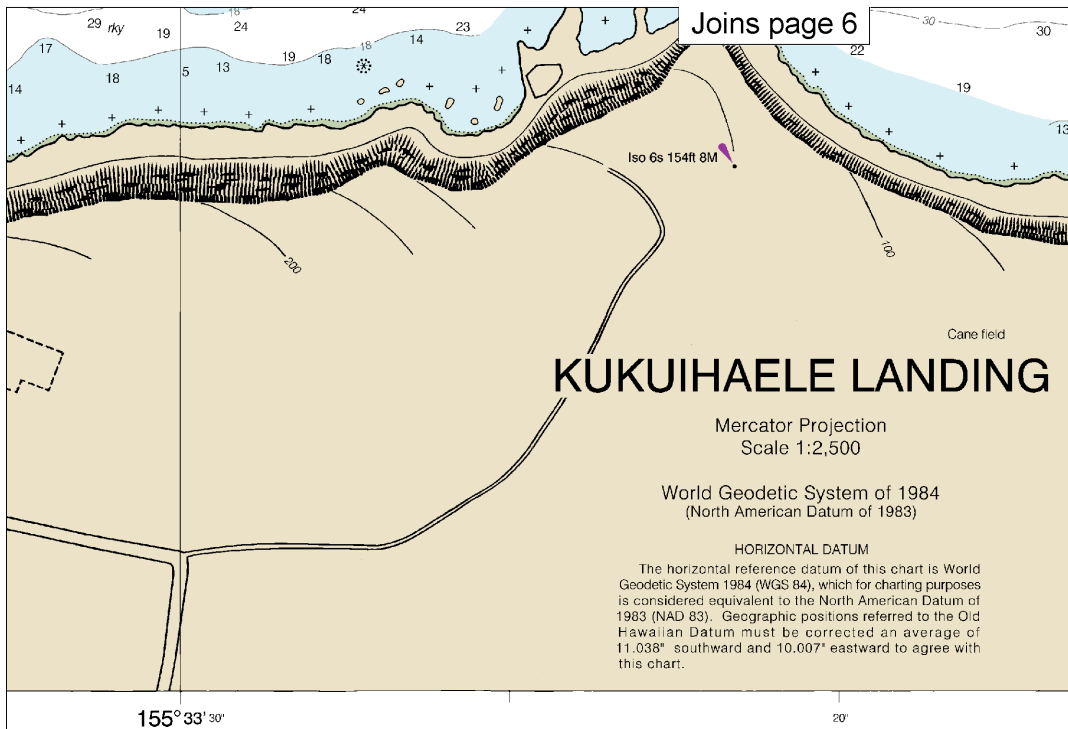 Joins page 6
29 rky
19
18
24
24
23
14
18
18
19
13
5
18
17
14
22
30
30
19
13
Iso 6s 154ft 8M
200
100
Cane field
KUKUIHAELE LANDING
Mercator Projection
Scale 1:2,500
World Geodetic System of 1984
(North American Datum of 1983)
HORIZONTAL DATUM
The horizontal reference datum of this chart is World
Geodetic System 1984 (WGS 84), which for charting purposes
is considered equivalent to the North American Datum of
1983 (NAD 83). Geographic positions referred to the Old
Hawaiian Datum must be corrected an average of
11.038" southward and 10.007" eastward to agree with
this chart.
155°33' 30"
20"